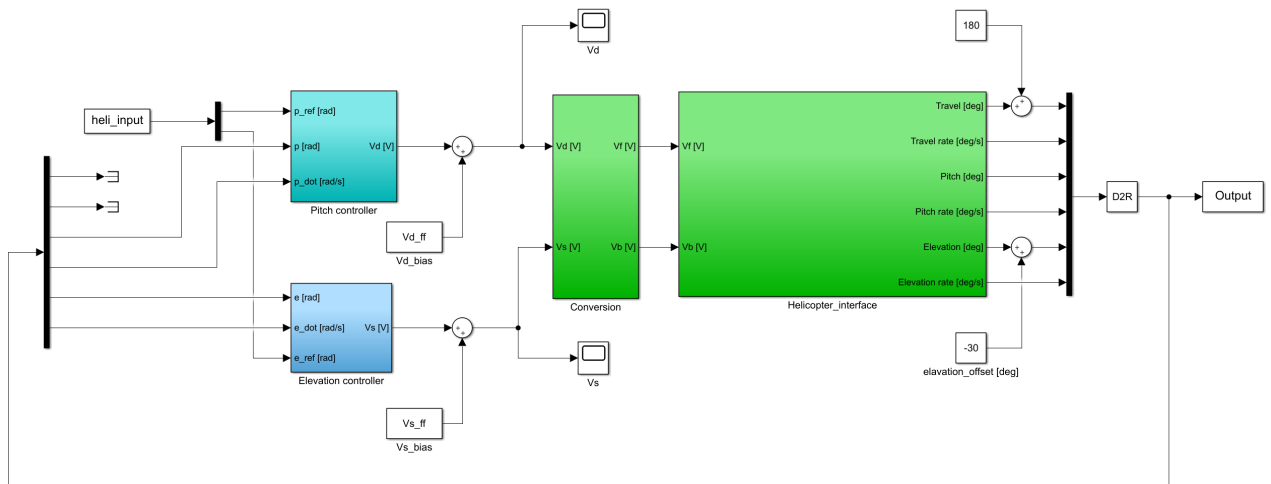 Vd
180
heli_input
p_ref [rad]
p [rad]
p_dot [rad/s]
Vd [V]
Pitch controller
Vd_ff
Vd_bias
Vd [V]
Vs [V]
Vf [V]
Vb [V]
Conversion
Vf [V]
Vb [V]
Travel [deg]
Travel rate [deg/s]
Pitch [deg]
Pitch rate [deg/s]
Elevation [deg]
Elevation rate [deg/s]
Helicopter_interface
+
+
+
+
+
+
+
+
D2R
Output
e [rad]
e_dot [rad/s]
e_ref [rad]
Vs [V]
Elevation controller
Vs_ff
Vs_bias
Vs
-30
elavation_offset [deg]